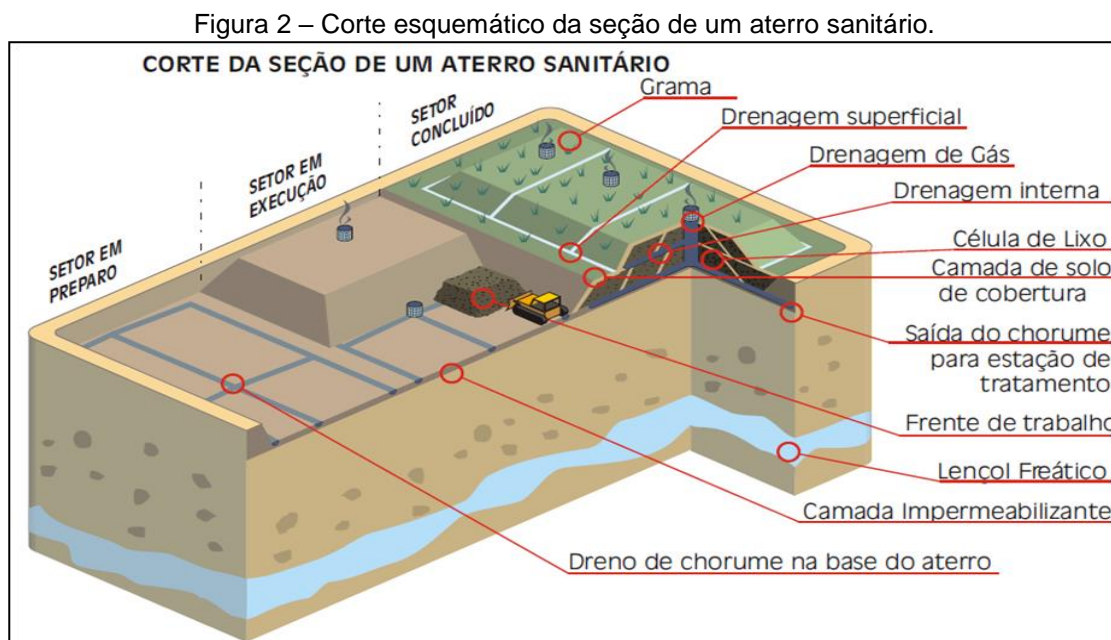 Figura 2 – Corte esquemático da seção de um aterro sanitário.
CORTE DA SEÇÃO DE UM ATERRO SANITÁRIO
SETOR EM
PREPARO
SETOR EM
EXECUÇÃO
SETOR
CONCLUÍDO
Grama
Drenagem superficial
Drenagem de Gás
Drenagem interna
Célula de Lixo
Camada de solo
de cobertura
Saída do chorume
para estação de
tratamento
Frente de trabalho
Lençol Freático
Camada Impermeabilizante
Dreno de chorume na base do aterro